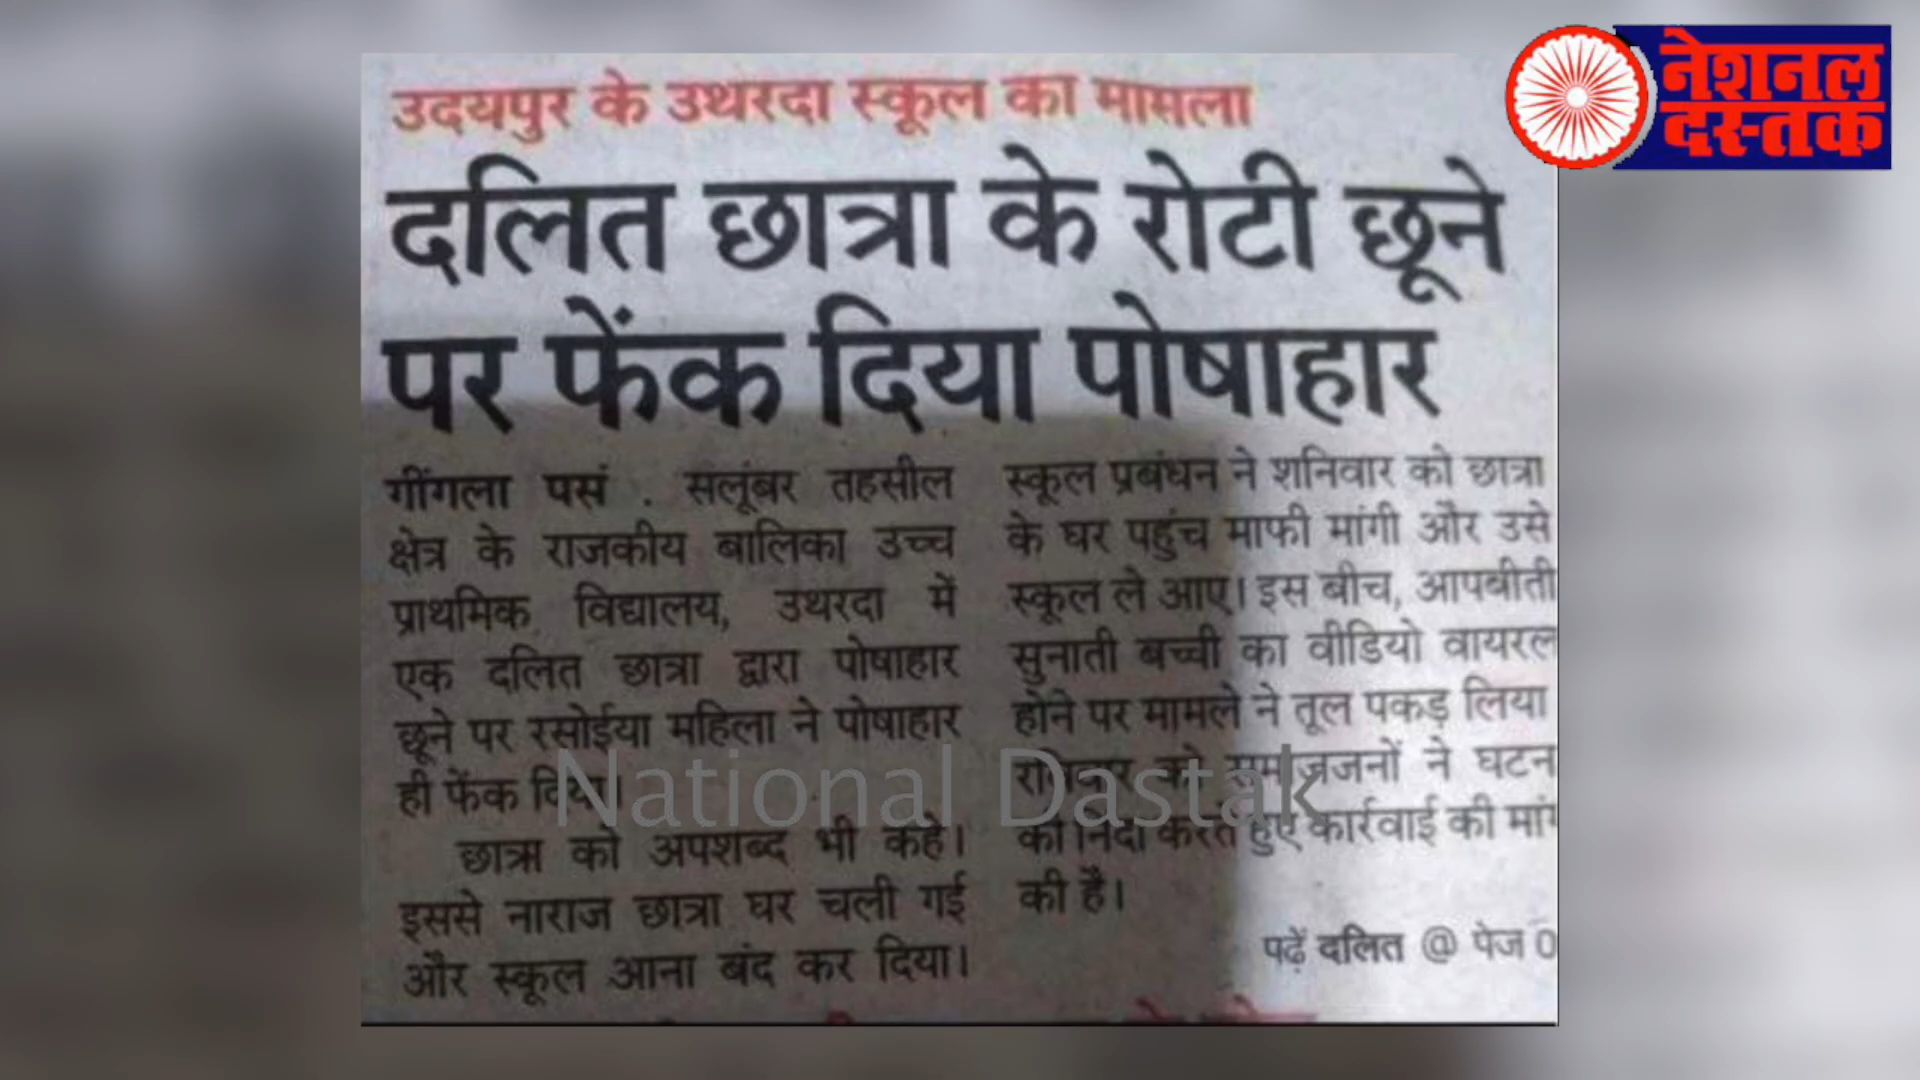 नेशनल
दस्तक
उदयपुर के उथरदा स्कूल का मामला
दलित छात्रा के रोटी छूने
पर फेंक दिया पोषाहार
गींगला पसं . सलूंबर तहसील
क्षेत्र के राजकीय बालिका उच्च
प्राथमिक विद्यालय, उथरदा में
एक दलित छात्रा द्वारा पोषाहार
छूने पर रसोईया महिला ने पोषाहार
ही फेंक दिया।
छात्रा को अपशब्द भी कहे।
इससे नाराज छात्रा घर चली गई
और स्कूल आना बंद कर दिया।
स्कूल प्रबंधन ने शनिवार को छात्रा
के घर पहुंच माफी मांगी और उसे
स्कूल ले आए। इस बीच, आपबीती
सुनाती बच्ची का वीडियो वायरल
होने पर मामले ने तूल पकड़ लिया
रविवार को समाजजनों ने घटन
की निंदा करते हुए कार्रवाई की मांग
की है।
पढ़ें दलित @ पेज 0
National Dastak